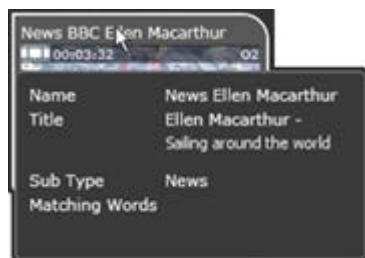 News BBC Ellen Macarthur
00:03:32 02
Name News Ellen Macarthur
Title Ellen Macarthur -
Sailing around the world
Sub Type News
Matching Words